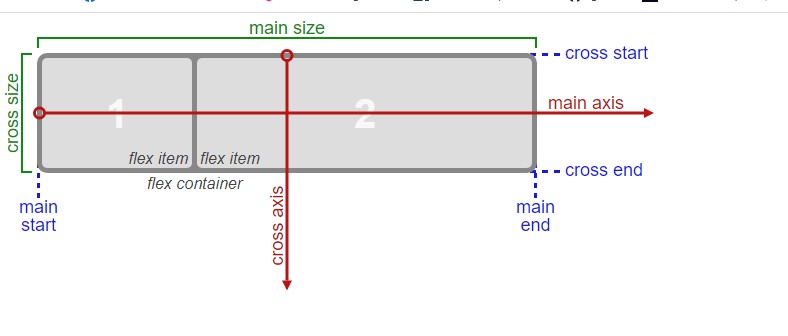 main size
cross start
cross size
1
2
main axis
flex item
flex item
cross end
flex container
cross axis
main
start
main
end